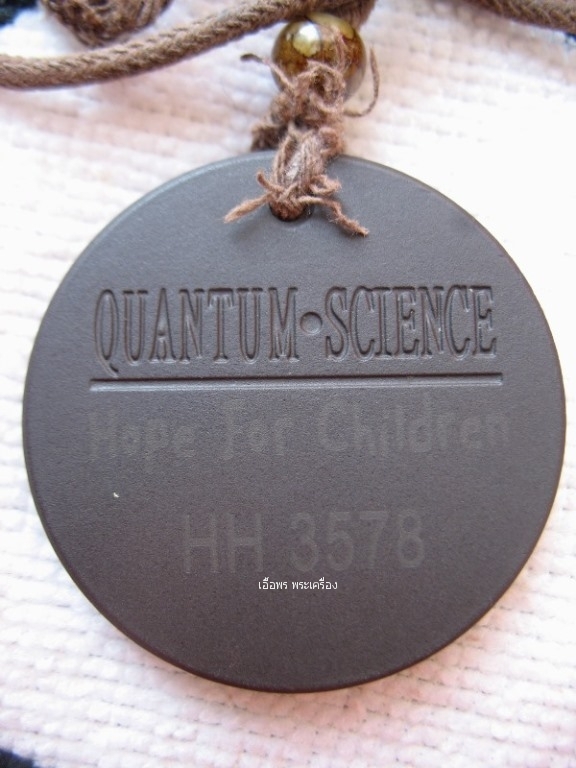 QUANTUM•SCIENCE
Hope For Children
HH 3578
เอื้อพร พระเครื่อง